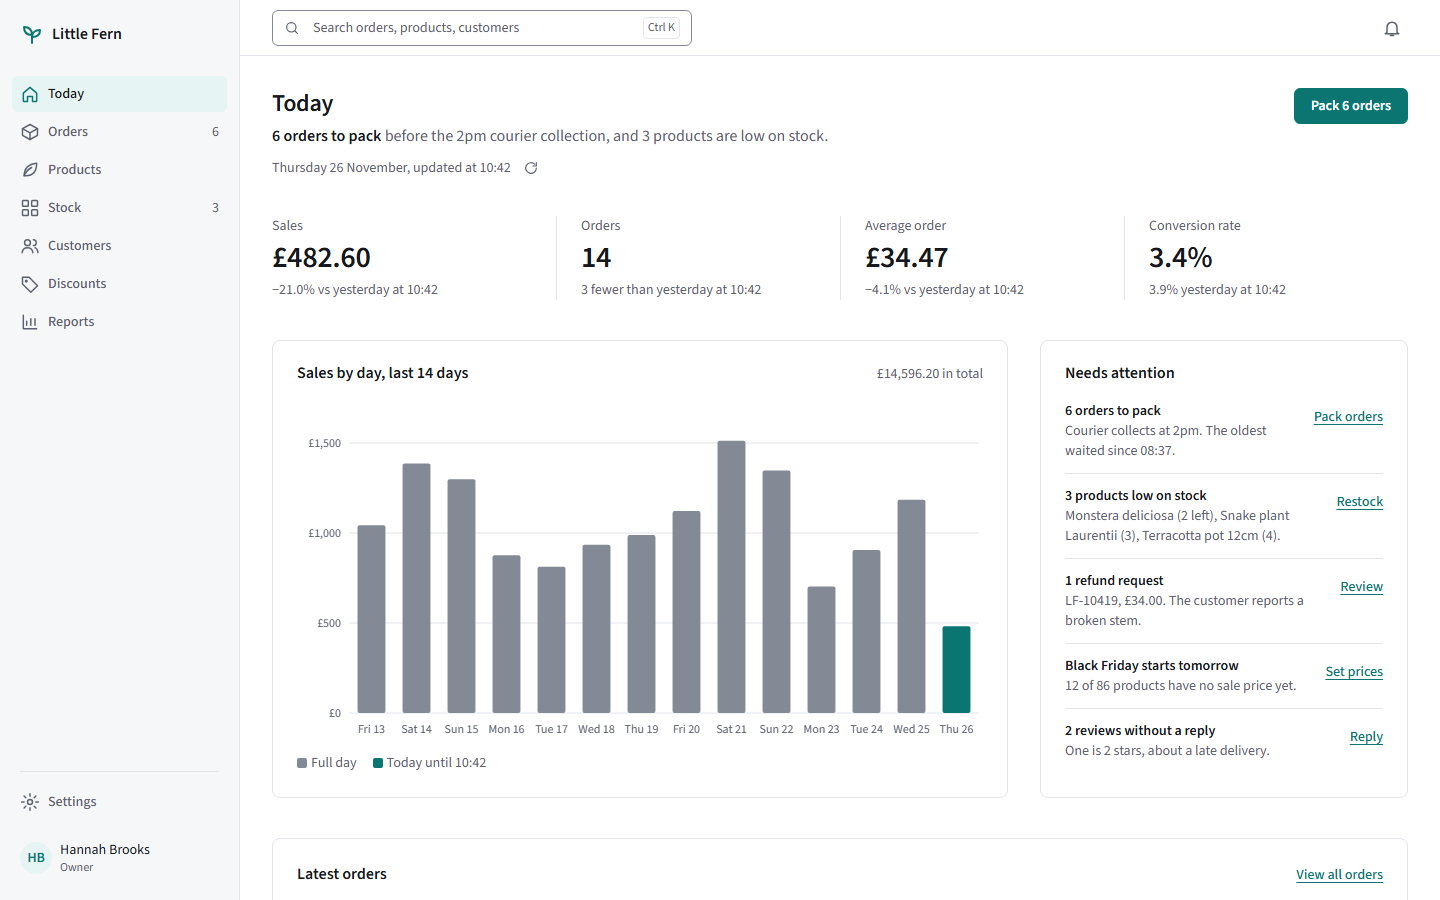 Little Fern
Today
Orders 6
Products
Stock 3
Customers
Discounts
Reports
Settings
HB
Hannah Brooks
Owner
Search orders, products, customers Ctrl K
Today
6 orders to pack before the 2pm courier collection, and 3 products are low on stock.
Thursday 26 November, updated at 10:42
Pack 6 orders
Sales
£482.60
−21.0% vs yesterday at 10:42
Orders
14
3 fewer than yesterday at 10:42
Average order
£34.47
−4.1% vs yesterday at 10:42
Conversion rate
3.4%
3.9% yesterday at 10:42
Sales by day, last 14 days
£14,596.20 in total
£1,500
£1,000
£500
£0
Fri 13 Sat 14 Sun 15 Mon 16 Tue 17 Wed 18 Thu 19 Fri 20 Sat 21 Sun 22 Mon 23 Tue 24 Wed 25 Thu 26
Full day Today until 10:42
Needs attention
6 orders to pack
Courier collects at 2pm. The oldest
waited since 08:37.
Pack orders
3 products low on stock
Monstera deliciosa (2 left), Snake plant
Laurentii (3), Terracotta pot 12cm (4).
Restock
1 refund request
LF-10419, £34.00. The customer reports a
broken stem.
Review
Black Friday starts tomorrow
12 of 86 products have no sale price yet.
Set prices
2 reviews without a reply
One is 2 stars, about a late delivery.
Reply
Latest orders
View all orders